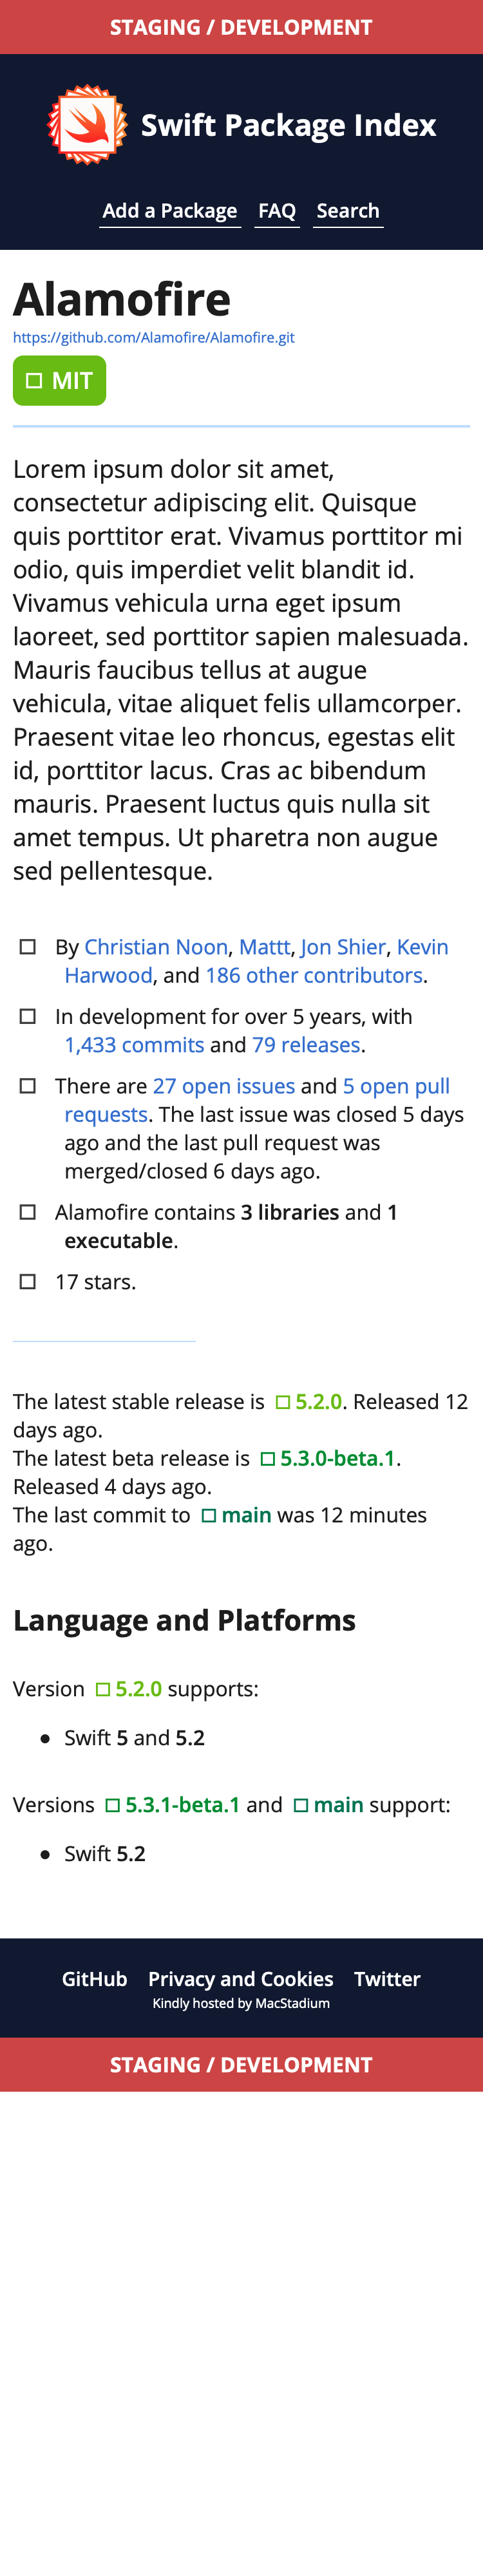 STAGING / DEVELOPMENT
Swift Package Index
Add a Package FAQ Search
Alamofire
https://github.com/Alamofire/Alamofire.git
MIT
Lorem ipsum dolor sit amet,
consectetur adipiscing elit. Quisque
quis porttitor erat. Vivamus porttitor mi
odio, quis imperdiet velit blandit id.
Vivamus vehicula urna eget ipsum
laoreet, sed porttitor sapien malesuada.
Mauris faucibus tellus at augue
vehicula, vitae aliquet felis ullamcorper.
Praesent vitae leo rhoncus, egestas elit
id, porttitor lacus. Cras ac bibendum
mauris. Praesent luctus quis nulla sit
amet tempus. Ut pharetra non augue
sed pellentesque.
By Christian Noon, Mattt, Jon Shier, Kevin
Harwood, and 186 other contributors.
In development for over 5 years, with
1,433 commits and 79 releases.
There are 27 open issues and 5 open pull
requests. The last issue was closed 5 days
ago and the last pull request was
merged/closed 6 days ago.
Alamofire contains 3 libraries and 1
executable.
17 stars.
The latest stable release is 5.2.0. Released 12
days ago.
The latest beta release is 5.3.0-beta.1.
Released 4 days ago.
The last commit to main was 12 minutes
ago.
Language and Platforms
Version 5.2.0 supports:
● Swift 5 and 5.2
Versions 5.3.1-beta.1 and main support:
● Swift 5.2
GitHub Privacy and Cookies Twitter
Kindly hosted by MacStadium
STAGING / DEVELOPMENT